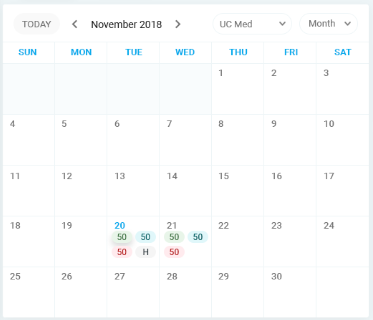 TODAY November 2018 UC Med Month
SUN MON TUE WED THU FRI SAT
1 2 3
4 5 6 7 8 9 10
11 12 13 14 15 16 17
18 19 20 21 22 23 24
50 50 50 50
50 H 50
25 26 27 28 29 30